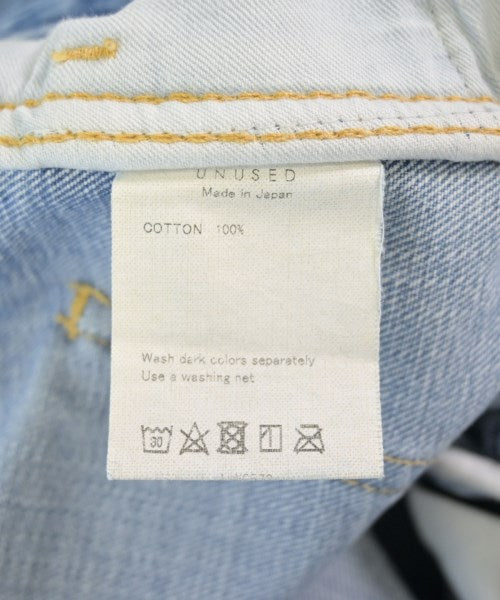 UNUSED
Made in Japan
COTTON 100%
Wash dark colors separately
Use a washing net
30